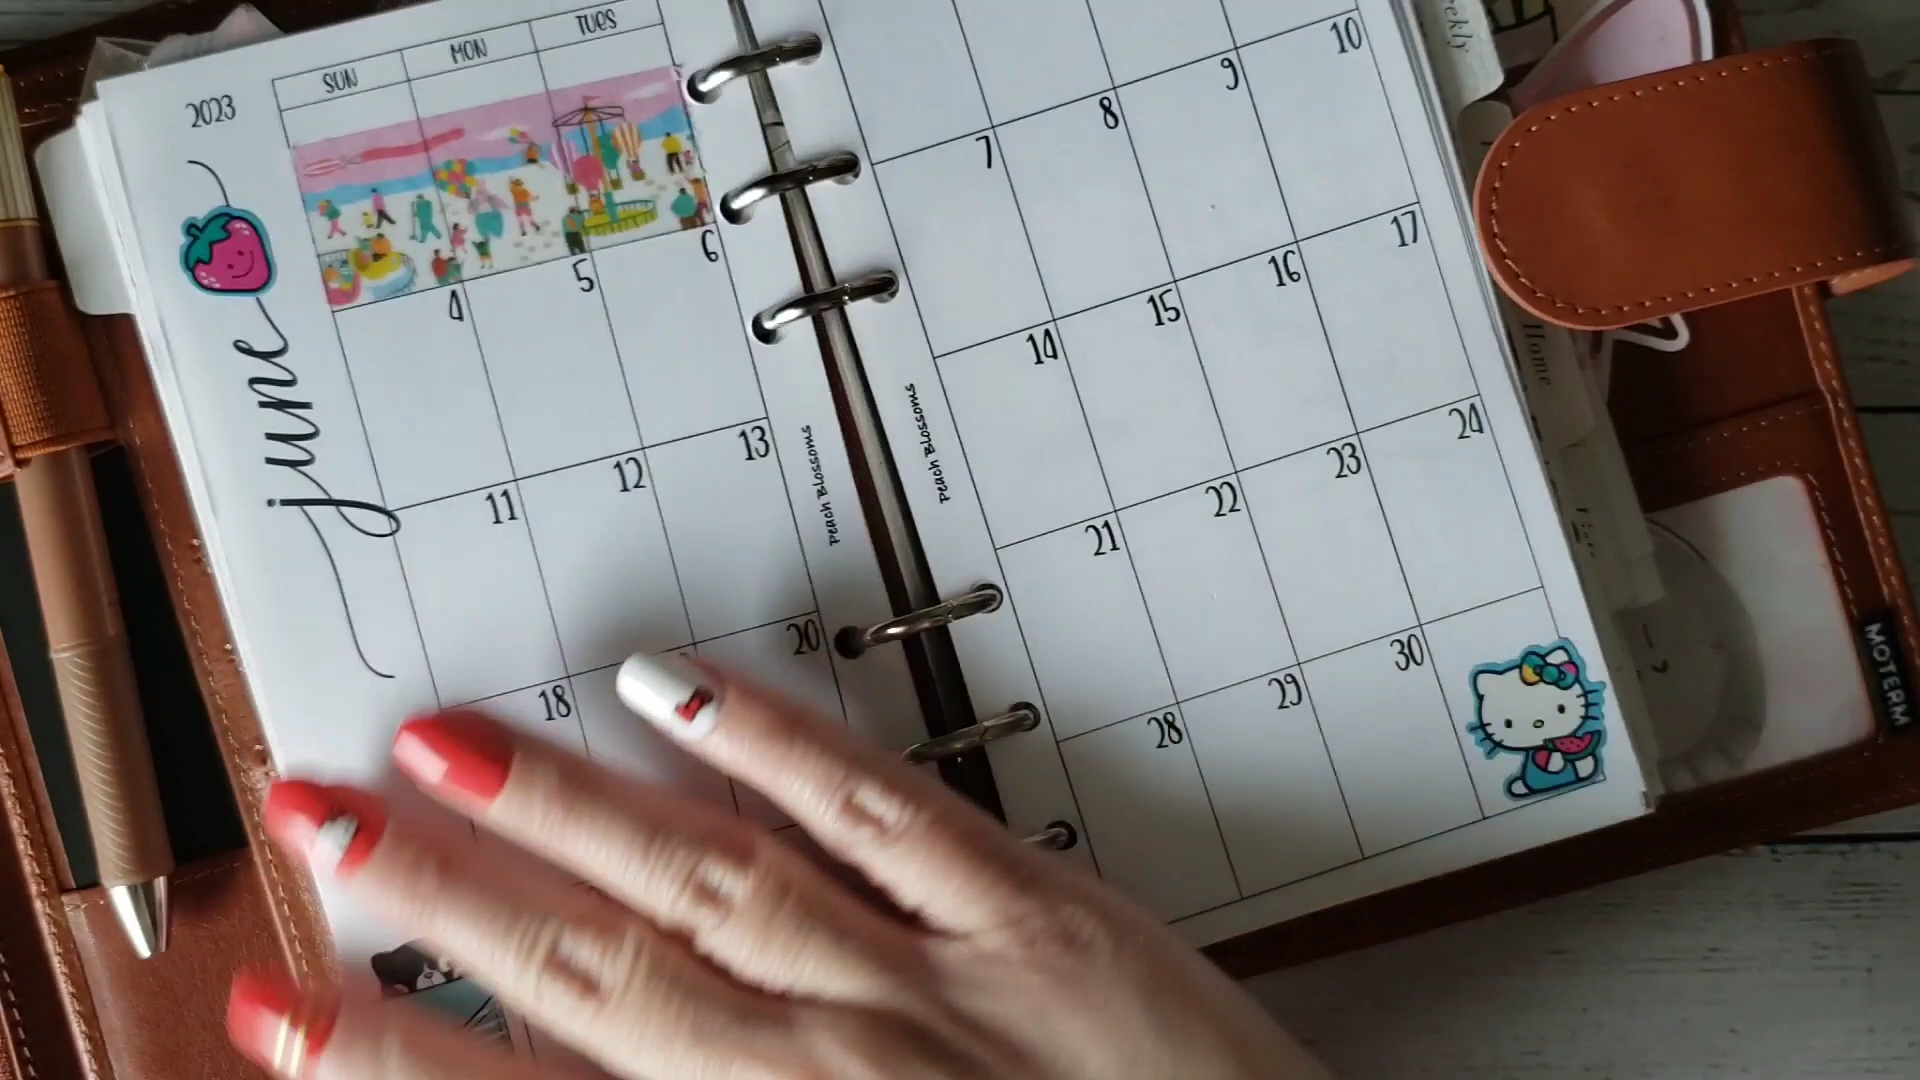 2023
SUN MON TUES
june
4 5 6
11 12 13
18 20
Peach Blossoms
Peach Blossoms
7 8 9 10
14 15 16 17
21 22 23 24
28 29 30
Home
MOTERM